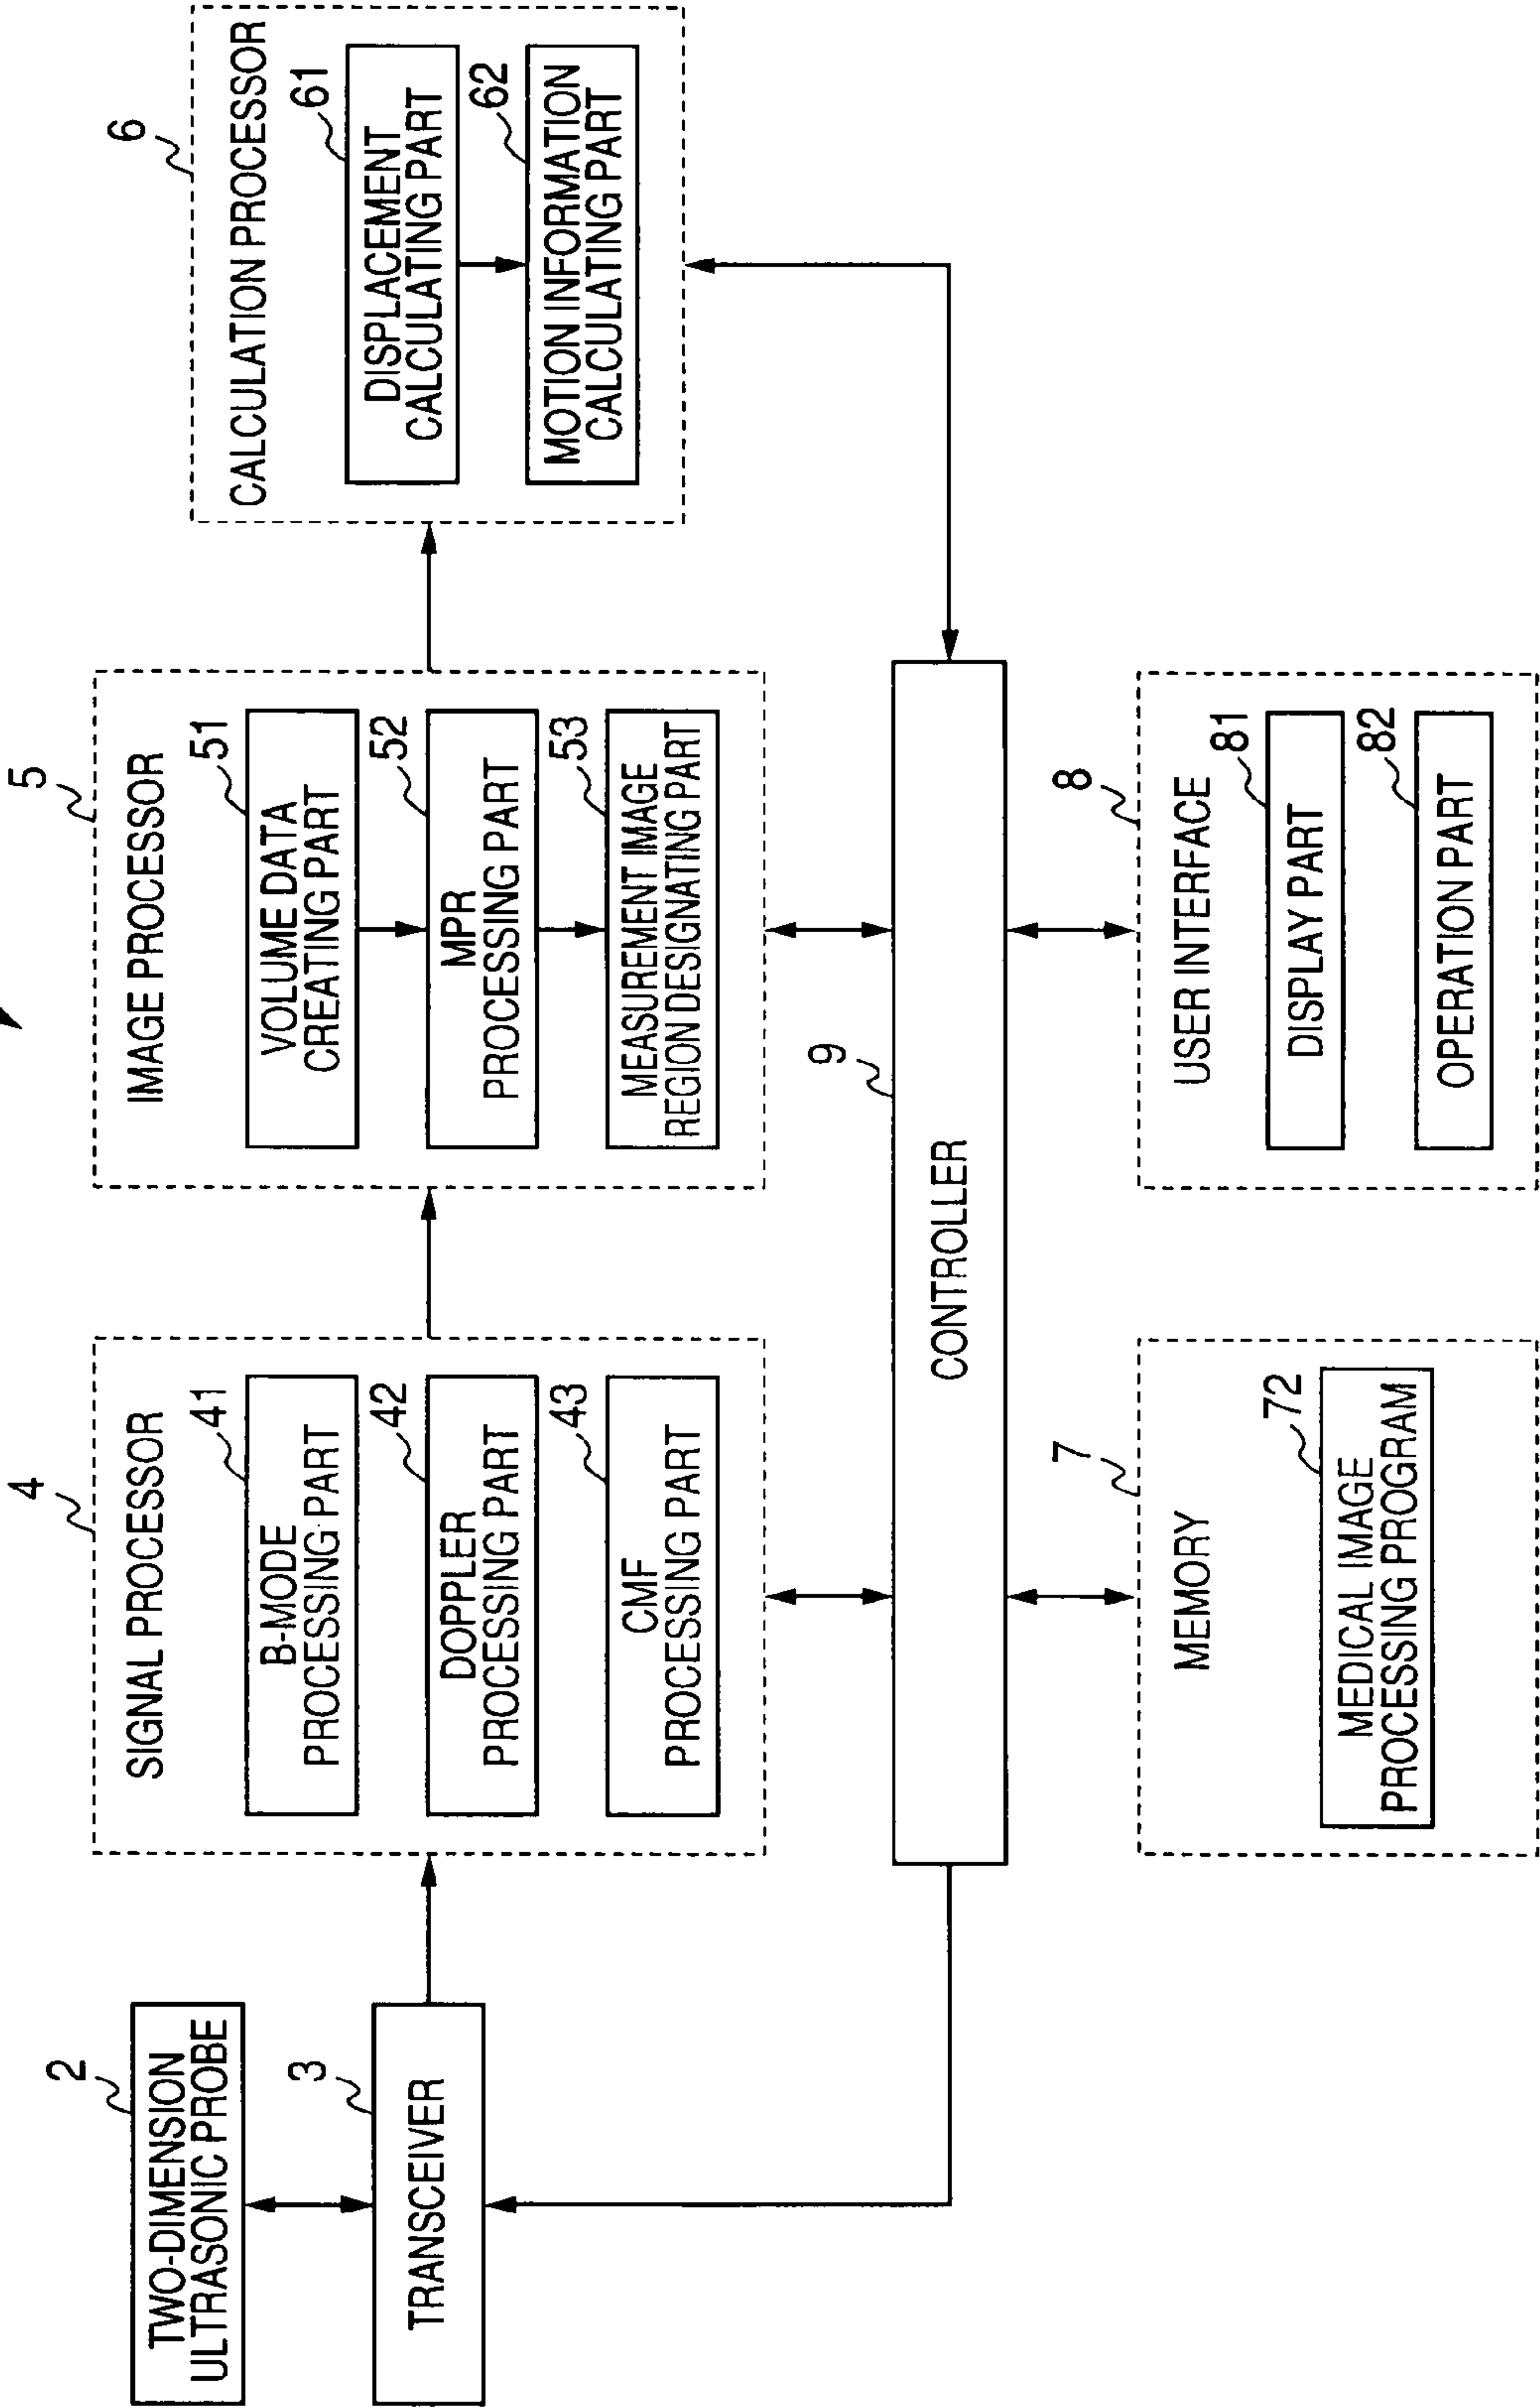 2
TWO-DIMENSION
ULTRASONIC PROBE
3
TRANSCEIVER
4
SIGNAL PROCESSOR
41
B-MODE
PROCESSING PART
42
DOPPLER
PROCESSING PART
43
CMF
PROCESSING PART
5
IMAGE PROCESSOR
51
VOLUME DATA
CREATING PART
52
MPR
PROCESSING PART
53
MEASUREMENT IMAGE
REGION DESIGNATING PART
6
CALCULATION PROCESSOR
61
DISPLACEMENT
CALCULATING PART
62
MOTION INFORMATION
CALCULATING PART
9
CONTROLLER
7
MEMORY
72
MEDICAL IMAGE
PROCESSING PROGRAM
8
USER INTERFACE
81
DISPLAY PART
82
OPERATION PART